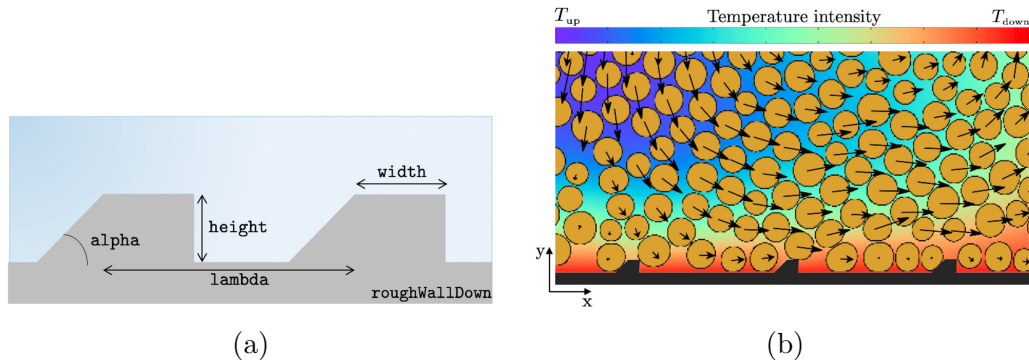 width
height
alpha
lambda
roughWallDown
(a)
T_up Temperature intensity T_down
y
x
(b)